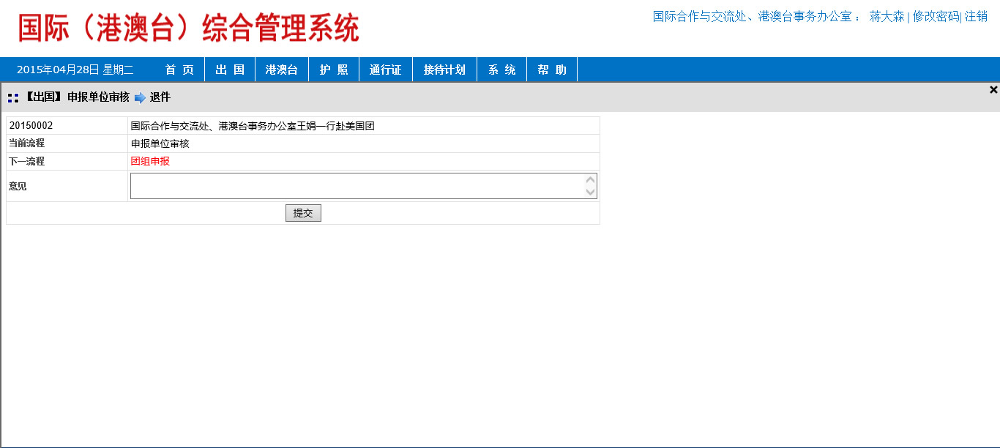 国际（港澳台）综合管理系统
国际合作与交流处、港澳台事务办公室： 蒋大森 | 修改密码| 注销
2015年04月28日 星期二 首 页 出 国 港澳台 护 照 通行证 接待计划 系 统 帮 助
【出国】 申报单位审核 退件
20150002 国际合作与交流处、港澳台事务办公室王娟一行赴美国团
当前流程 申报单位审核
下一流程 团组申报
意见
提交